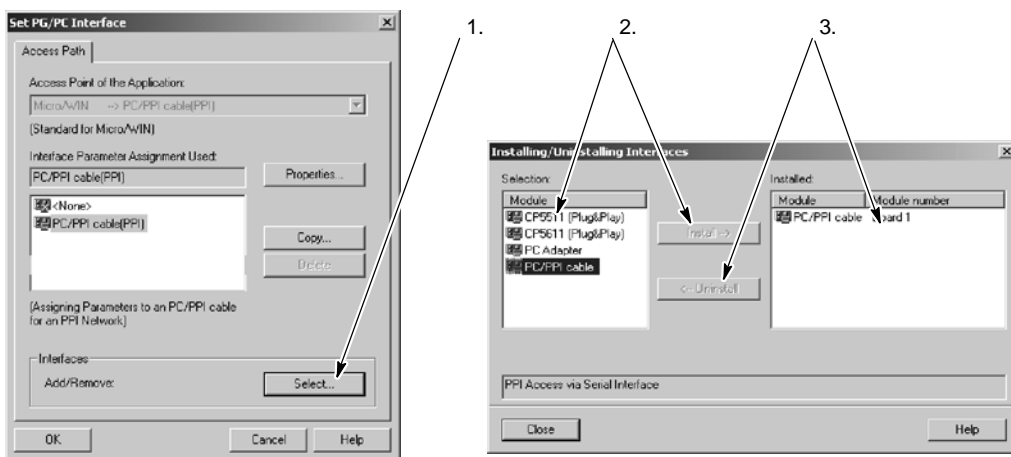 1.
2.
3.
Set PG/PC Interface
Access Path
Access Point of the Application:
Micro/WIN --> PC/PPI cable(PPI)
(Standard for Micro/WIN)
Interface Parameter Assignment Used:
PC/PPI cable(PPI)
Properties...
<None>
PC/PPI cable(PPI)
Copy...
Delete
(Assigning Parameters to an PC/PPI cable
for an PPI Network)
Interfaces
Add/Remove:
Select...
OK
Cancel
Help
Installing/Uninstalling Interfaces
Selection:
Module
CP5511 (Plug&Play)
CP5611 (Plug&Play)
PC Adapter
PC/PPI cable
Install -->
<-- Uninstall
Installed:
Module Module number
PC/PPI cable Board 1
PPI Access via Serial Interface
Close
Help